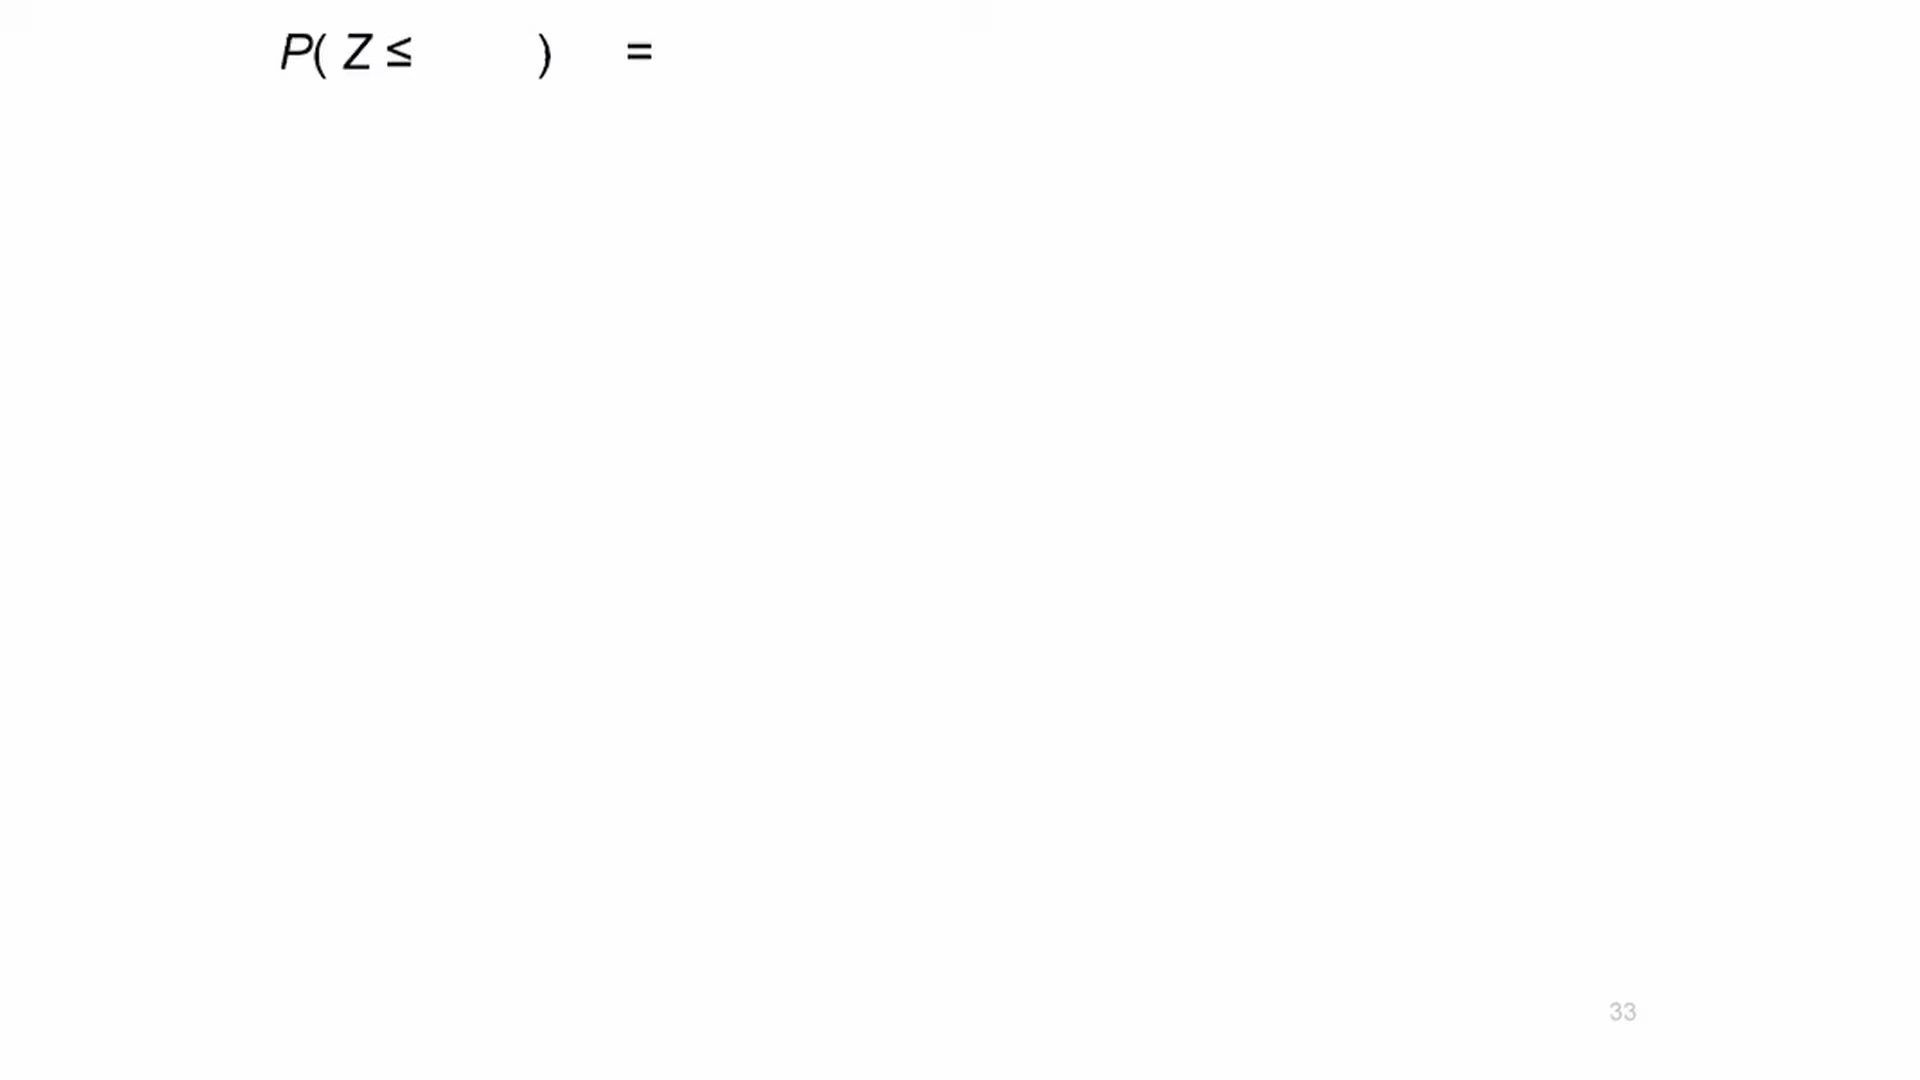 P( Z ≤ ) =
33